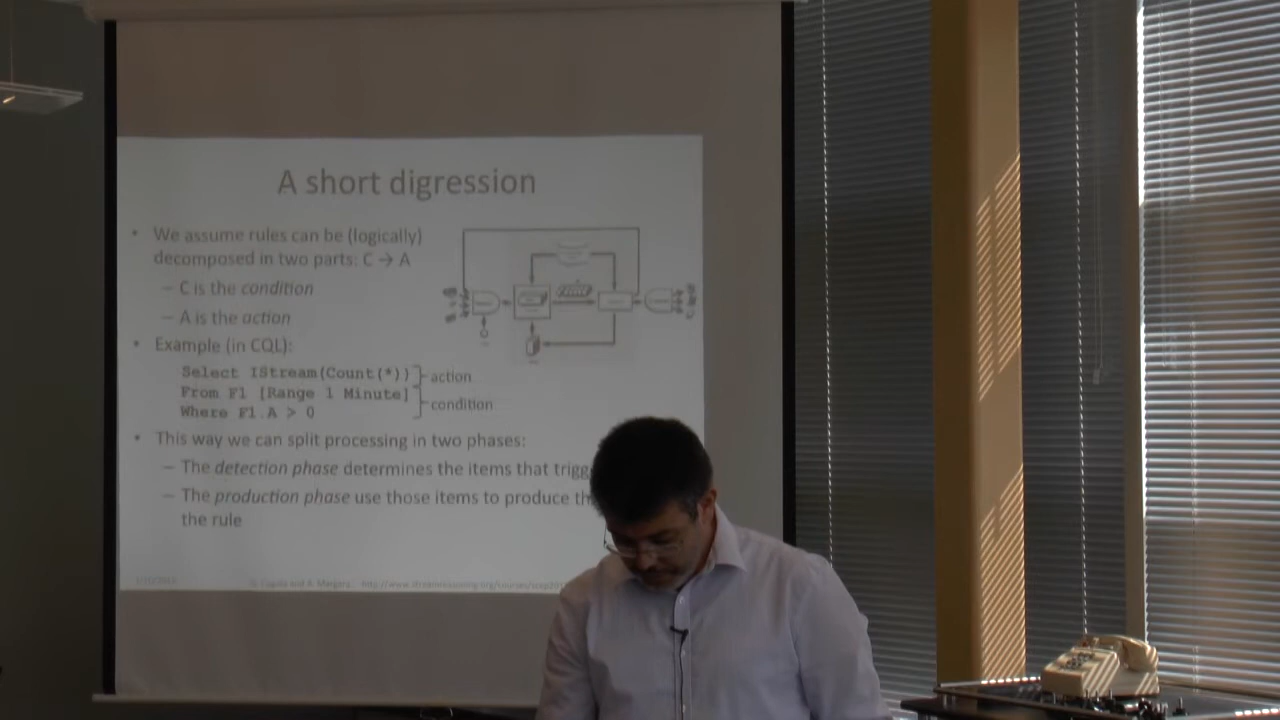 A short digression
• We assume rules can be (logically)
decomposed in two parts: C → A
– C is the condition
– A is the action
• Example (in CQL):
Select IStream(Count(*))
From F1 [Range 1 Minute]
Where F1.A > 0
action
condition
• This way we can split processing in two phases:
– The detection phase determines the items that trigg
– The production phase use those items to produce th
the rule